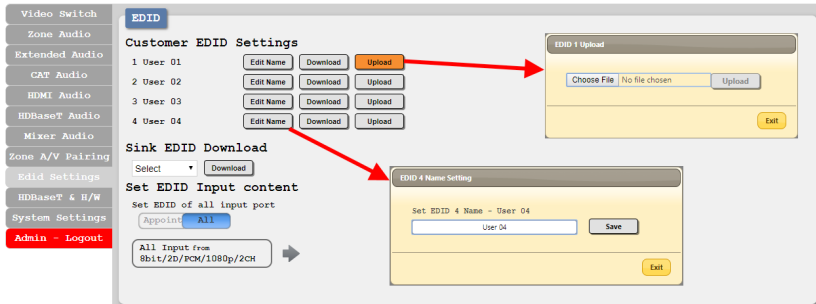 Video Switch
Zone Audio
Extended Audio
CAT Audio
HDMI Audio
HDBaseT Audio
Mixer Audio
Zone A/V Pairing
Edid Settings
HDBaseT & H/W
System Settings
Admin - Logout
EDID
Customer EDID Settings
1 User 01 Edit Name Download Upload
2 User 02 Edit Name Download Upload
3 User 03 Edit Name Download Upload
4 User 04 Edit Name Download Upload
Sink EDID Download
Select Download
Set EDID Input content
Set EDID of all input port
Appoint All
All Input from
8bit/2D/PCM/1080p/2CH
EDID 1 Upload
Choose File No file chosen Upload
Exit
EDID 4 Name Setting
Set EDID 4 Name - User 04
User 04 Save
Exit